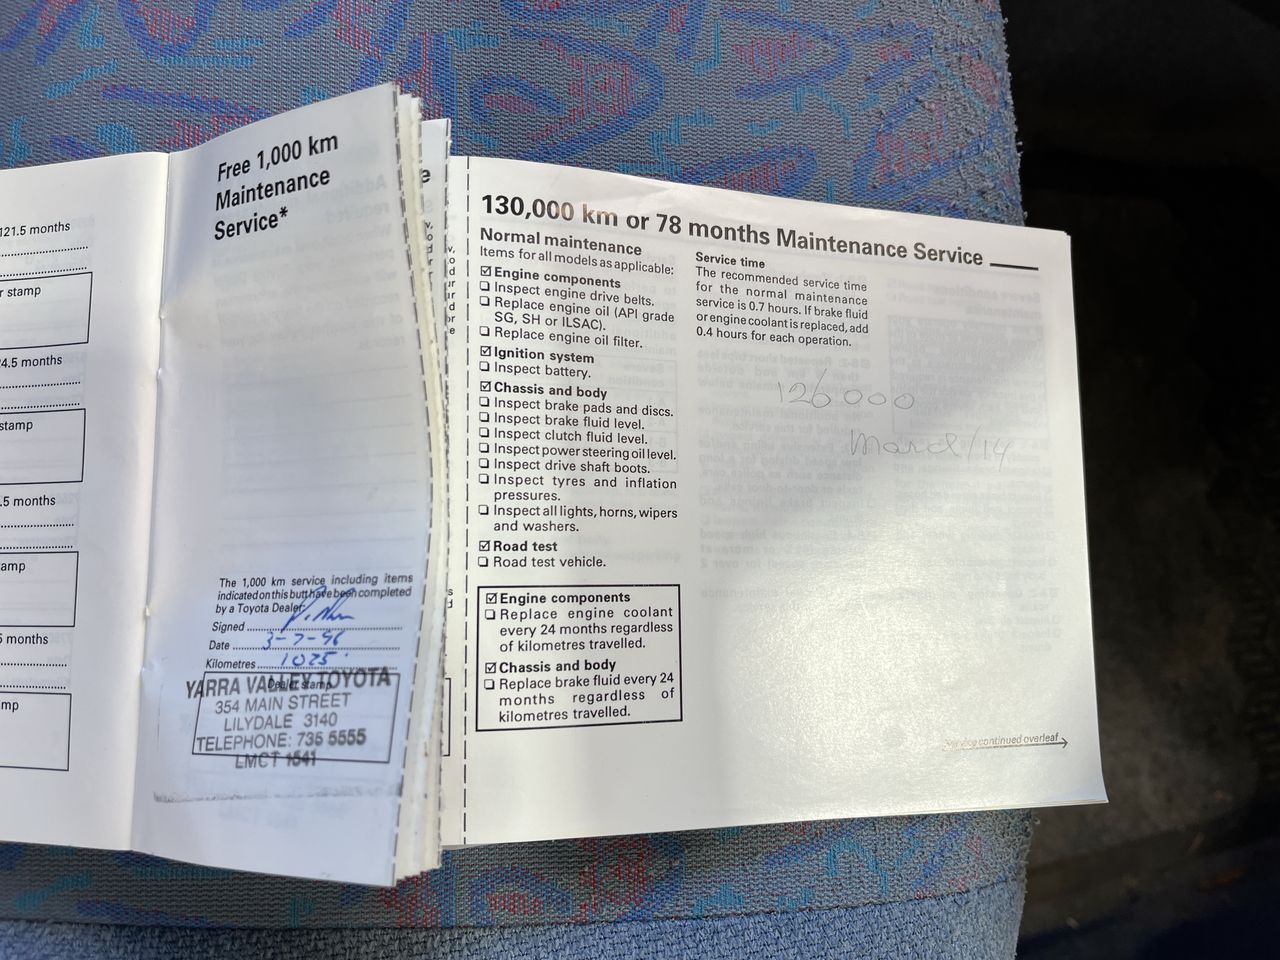 121.5 months
r stamp
4.5 months
stamp
.5 months
amp
5 months
mp
Free 1,000 km
Maintenance
Service*
The 1,000 km service including items
indicated on this butt have been completed
by a Toyota Dealer:
Signed
Date 3-7-96
Kilometres 1025
Dealer stamp
YARRA VALLEY TOYOTA
354 MAIN STREET
LILYDALE 3140
TELEPHONE: 735 5555
LMCT 1541
130,000 km or 78 months Maintenance Service
Normal maintenance
Items for all models as applicable:
☑ Engine components
❏ Inspect engine drive belts.
❏ Replace engine oil (API grade
SG, SH or ILSAC).
❏ Replace engine oil filter.
☑ Ignition system
❏ Inspect battery.
☑ Chassis and body
❏ Inspect brake pads and discs.
❏ Inspect brake fluid level.
❏ Inspect clutch fluid level.
❏ Inspect power steering oil level.
❏ Inspect drive shaft boots.
❏ Inspect tyres and inflation
pressures.
❏ Inspect all lights, horns, wipers
and washers.
☑ Road test
❏ Road test vehicle.
☑ Engine components
❏ Replace engine coolant
every 24 months regardless
of kilometres travelled.
☑ Chassis and body
❏ Replace brake fluid every 24
months regardless of
kilometres travelled.
Service time
The recommended service time
for the normal maintenance
service is 0.7 hours. If brake fluid
or engine coolant is replaced, add
0.4 hours for each operation.
126000
March/14
Service continued overleaf